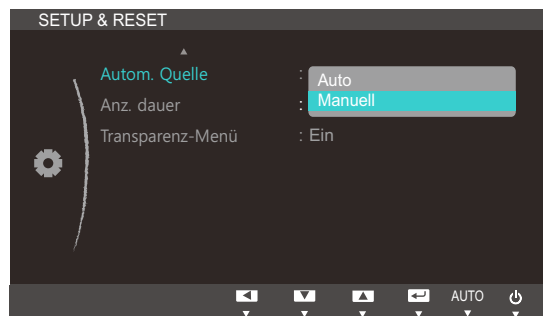 SETUP & RESET
Autom. Quelle : Auto
Manuell
Anz. dauer :
Transparenz-Menü : Ein
AUTO